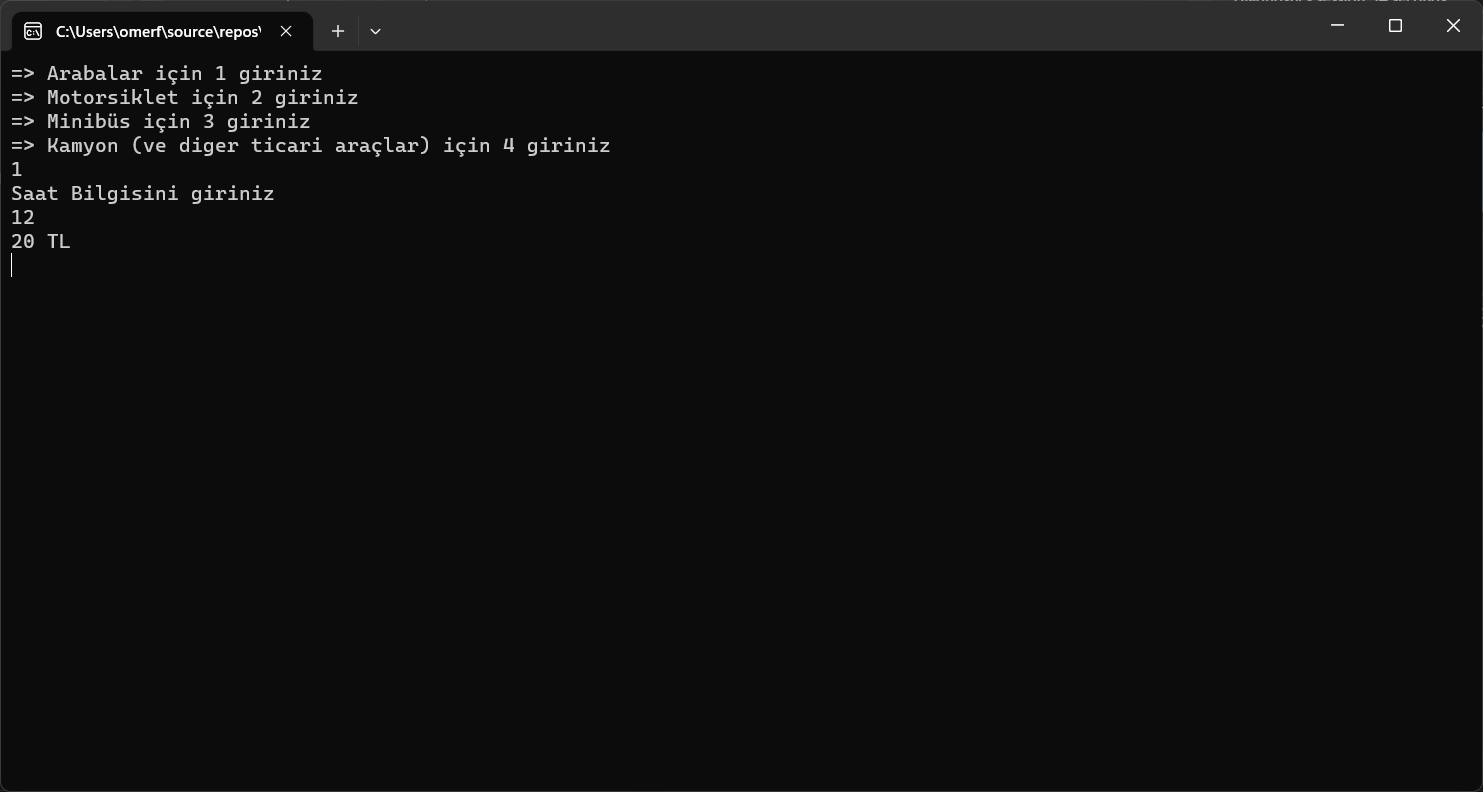 C:\Users\omerf\source\repos\
=> Arabalar için 1 giriniz
=> Motorsiklet için 2 giriniz
=> Minibüs için 3 giriniz
=> Kamyon (ve diger ticari araçlar) için 4 giriniz
1
Saat Bilgisini giriniz
12
20 TL